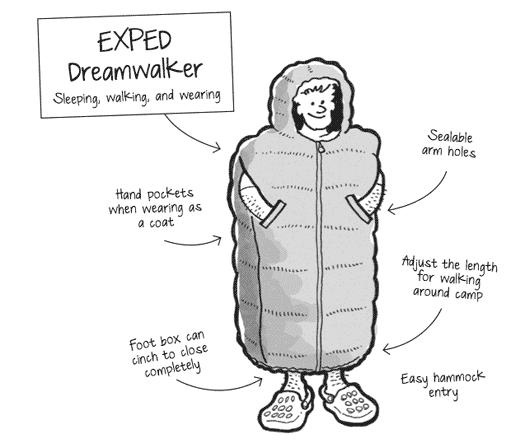 EXPED
Dreamwalker
Sleeping, walking, and wearing
Sealable
arm holes
Hand pockets
when wearing as
a coat
Adjust the length
for walking
around camp
Foot box can
cinch to close
completely
Easy hammock
entry